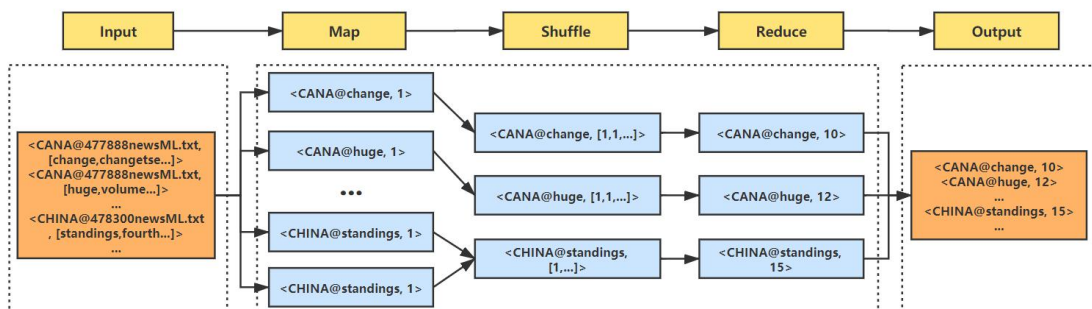 Input
Map
Shuffle
Reduce
Output
<CANA@477888newsML.txt,
[change,changetse...]>
<CANA@477888newsML.txt,
[huge,volume...]>
...
<CHINA@478300newsML.txt
, [standings,fourth...]>
...
<CANA@change, 1>
<CANA@huge, 1>
...
<CHINA@standings, 1>
<CHINA@standings, 1>
<CANA@change, [1,1,...]>
<CANA@huge, [1,1,...]>
<CHINA@standings,
[1,...]>
<CANA@change, 10>
<CANA@huge, 12>
<CHINA@standings,
15>
<CANA@change, 10>
<CANA@huge, 12>
...
<CHINA@standings, 15>
...